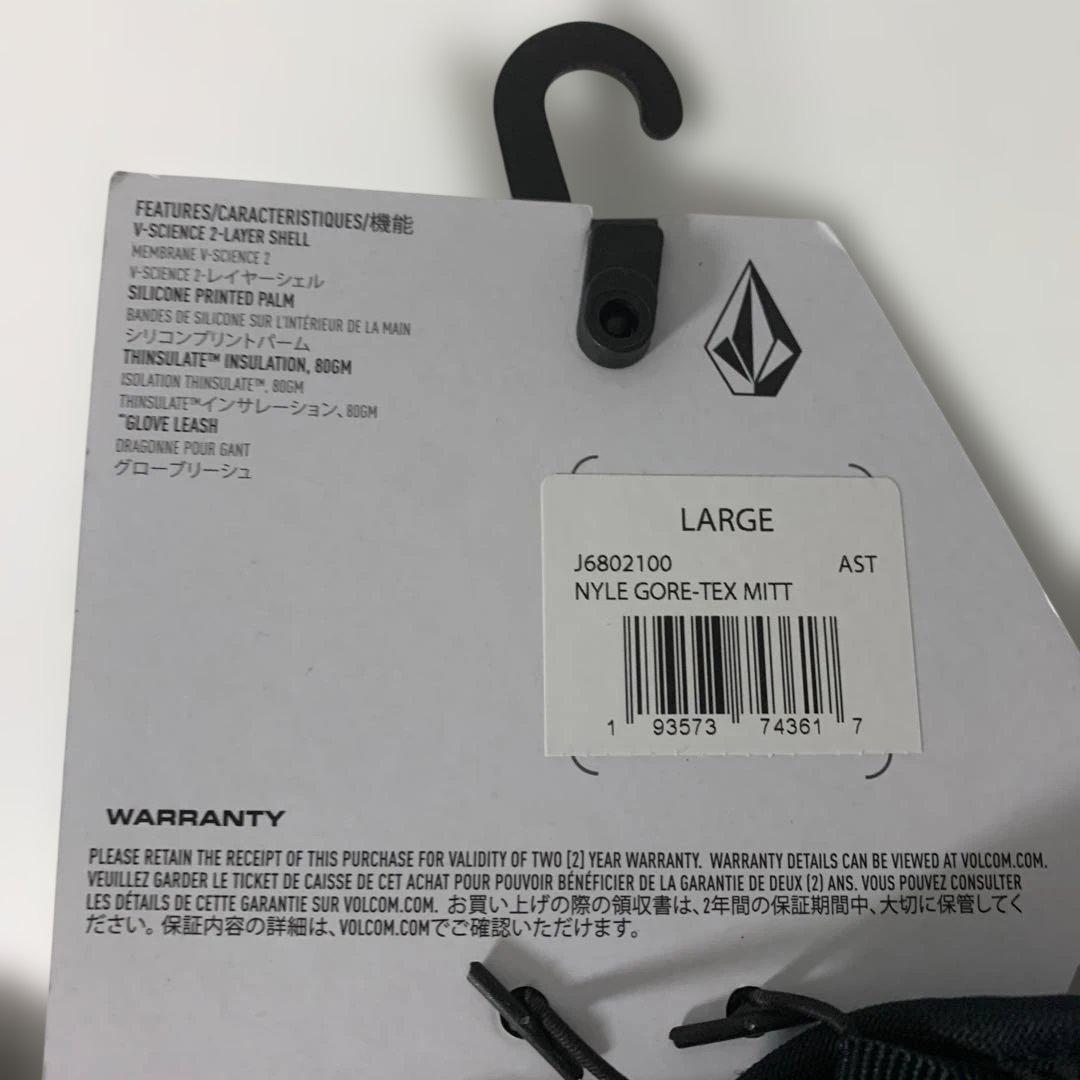 FEATURES/CARACTERISTIQUES/機能
V-SCIENCE 2-LAYER SHELL
MEMBRANE V-SCIENCE 2
V-SCIENCE 2-レイヤーシェル
SILICONE PRINTED PALM
BANDES DE SILICONE SUR L'INTÉRIEUR DE LA MAIN
シリコンプリントパーム
THINSULATE™ INSULATION, 80GM
ISOLATION THINSULATE™, 80GM
THINSULATE™インサレーション、80GM
¨GLOVE LEASH
DRAGONNE POUR GANT
グローブリーシュ
LARGE
J6802100 AST
NYLE GORE-TEX MITT
1 93573 74361 7
WARRANTY
PLEASE RETAIN THE RECEIPT OF THIS PURCHASE FOR VALIDITY OF TWO [2] YEAR WARRANTY. WARRANTY DETAILS CAN BE VIEWED AT VOLCOM.COM.
VEUILLEZ GARDER LE TICKET DE CAISSE DE CET ACHAT POUR POUVOIR BÉNÉFICIER DE LA GARANTIE DE DEUX (2) ANS. VOUS POUVEZ CONSULTER
LES DÉTAILS DE CETTE GARANTIE SUR VOLCOM.COM. お買い上げの際の領収書は、2年間の保証期間中、大切に保管してく
ださい。保証内容の詳細は、VOLCOM.COMでご確認いただけます。